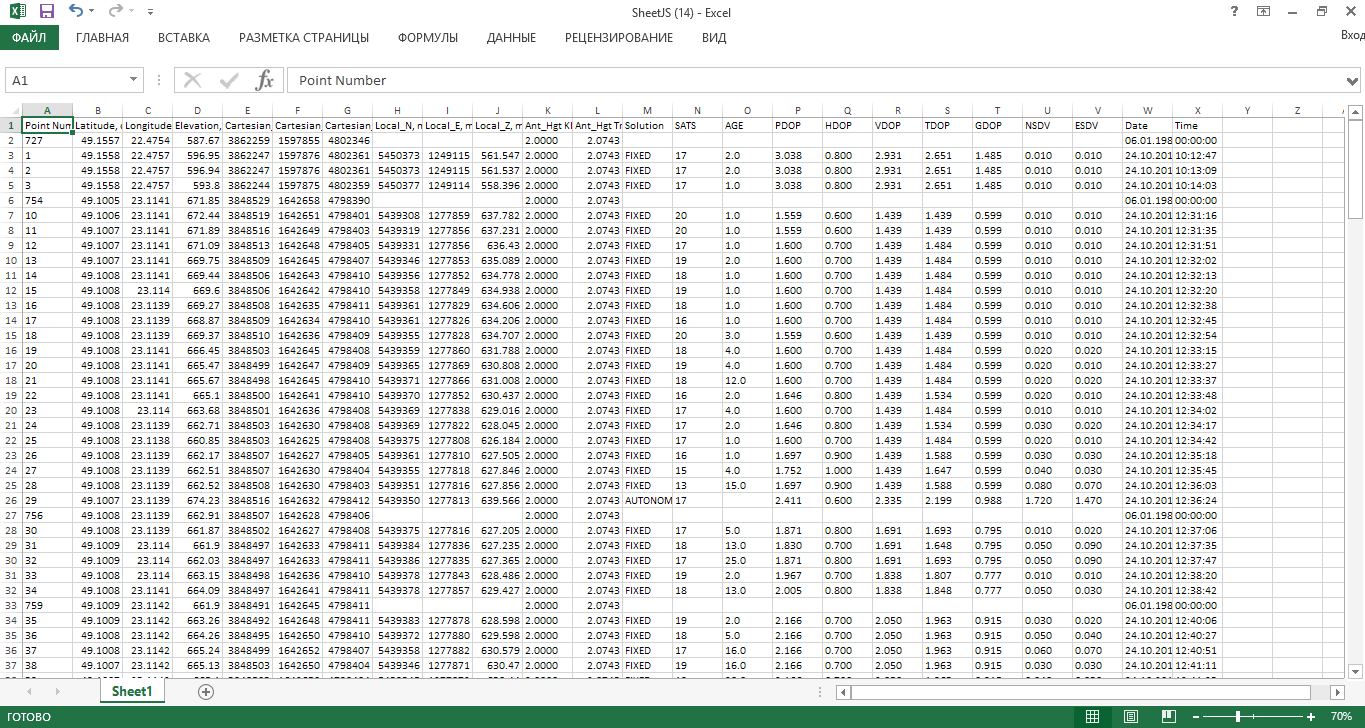 SheetJS (14) - Excel
ФАЙЛ ГЛАВНАЯ ВСТАВКА РАЗМЕТКА СТРАНИЦЫ ФОРМУЛЫ ДАННЫЕ РЕЦЕНЗИРОВАНИЕ ВИД Вход
A1 fx Point Number
A B C D E F G H I J K L M N O P Q R S T U V W X Y Z
1 Point Num Latitude, Longitude Elevation, Cartesian, Cartesian, Cartesian, Local_N, m Local_E, m Local_Z, m Ant_Hgt Ant_Hgt Tr Solution SATS AGE PDOP HDOP VDOP TDOP GDOP NSDV ESDV Date Time
2 727 49.1557 22.4754 587.67 3862259 1597855 4802346 2.0000 2.0743 06.01.198 00:00:00
3 1 49.1558 22.4757 596.95 3862247 1597876 4802361 5450373 1249115 561.547 2.0000 2.0743 FIXED 17 2.0 3.038 0.800 2.931 2.651 1.485 0.010 0.010 24.10.201 10:12:47
4 2 49.1558 22.4757 596.94 3862247 1597876 4802361 5450373 1249115 561.537 2.0000 2.0743 FIXED 17 2.0 3.038 0.800 2.931 2.651 1.485 0.010 0.010 24.10.201 10:13:09
5 3 49.1558 22.4757 593.8 3862244 1597875 4802359 5450377 1249114 558.396 2.0000 2.0743 FIXED 17 1.0 3.038 0.800 2.931 2.651 1.485 0.010 0.010 24.10.201 10:14:03
6 754 49.1005 23.1141 671.85 3848529 1642658 4798390 2.0000 2.0743 06.01.198 00:00:00
7 10 49.1006 23.1141 672.44 3848519 1642651 4798401 5439308 1277859 637.782 2.0000 2.0743 FIXED 20 1.0 1.559 0.600 1.439 1.439 0.599 0.010 0.010 24.10.201 12:31:16
8 11 49.1007 23.1141 671.89 3848516 1642649 4798403 5439319 1277856 637.231 2.0000 2.0743 FIXED 20 1.0 1.559 0.600 1.439 1.439 0.599 0.010 0.010 24.10.201 12:31:35
9 12 49.1007 23.1141 671.09 3848513 1642648 4798405 5439331 1277856 636.43 2.0000 2.0743 FIXED 17 1.0 1.600 0.700 1.439 1.484 0.599 0.010 0.010 24.10.201 12:31:51
10 13 49.1007 23.1141 669.75 3848509 1642645 4798407 5439346 1277853 635.089 2.0000 2.0743 FIXED 19 2.0 1.600 0.700 1.439 1.484 0.599 0.010 0.010 24.10.201 12:32:02
11 14 49.1008 23.1141 669.44 3848506 1642643 4798410 5439356 1277852 634.778 2.0000 2.0743 FIXED 18 1.0 1.600 0.700 1.439 1.484 0.599 0.010 0.010 24.10.201 12:32:13
12 15 49.1008 23.114 669.6 3848506 1642642 4798410 5439358 1277849 634.938 2.0000 2.0743 FIXED 19 1.0 1.600 0.700 1.439 1.484 0.599 0.010 0.010 24.10.201 12:32:20
13 16 49.1008 23.1139 669.27 3848508 1642635 4798411 5439361 1277829 634.606 2.0000 2.0743 FIXED 18 1.0 1.600 0.700 1.439 1.484 0.599 0.010 0.010 24.10.201 12:32:38
14 17 49.1008 23.1139 668.87 3848509 1642634 4798410 5439361 1277826 634.206 2.0000 2.0743 FIXED 16 1.0 1.600 0.700 1.439 1.484 0.599 0.010 0.010 24.10.201 12:32:45
15 18 49.1008 23.1139 669.37 3848510 1642636 4798409 5439355 1277828 634.707 2.0000 2.0743 FIXED 20 3.0 1.559 0.600 1.439 1.439 0.599 0.010 0.010 24.10.201 12:32:54
16 19 49.1008 23.1141 666.45 3848503 1642645 4798408 5439359 1277860 631.788 2.0000 2.0743 FIXED 18 4.0 1.600 0.700 1.439 1.484 0.599 0.020 0.020 24.10.201 12:33:15
17 20 49.1008 23.1141 665.47 3848499 1642647 4798409 5439365 1277869 630.808 2.0000 2.0743 FIXED 19 4.0 1.600 0.700 1.439 1.484 0.599 0.020 0.010 24.10.201 12:33:27
18 21 49.1008 23.1141 665.67 3848498 1642645 4798410 5439371 1277866 631.008 2.0000 2.0743 FIXED 18 12.0 1.600 0.700 1.439 1.484 0.599 0.020 0.020 24.10.201 12:33:37
19 22 49.1008 23.1141 665.1 3848500 1642641 4798410 5439370 1277852 630.437 2.0000 2.0743 FIXED 16 2.0 1.646 0.800 1.439 1.534 0.599 0.020 0.010 24.10.201 12:33:48
20 23 49.1008 23.114 663.68 3848501 1642636 4798408 5439369 1277838 629.016 2.0000 2.0743 FIXED 17 4.0 1.600 0.700 1.439 1.484 0.599 0.010 0.010 24.10.201 12:34:02
21 24 49.1008 23.1139 662.71 3848503 1642630 4798408 5439369 1277822 628.045 2.0000 2.0743 FIXED 17 2.0 1.646 0.800 1.439 1.534 0.599 0.030 0.020 24.10.201 12:34:17
22 25 49.1008 23.1138 660.85 3848503 1642625 4798408 5439375 1277808 626.184 2.0000 2.0743 FIXED 17 1.0 1.600 0.700 1.439 1.484 0.599 0.020 0.010 24.10.201 12:34:42
23 26 49.1008 23.1139 662.17 3848507 1642627 4798405 5439361 1277810 627.505 2.0000 2.0743 FIXED 16 1.0 1.697 0.900 1.439 1.588 0.599 0.030 0.030 24.10.201 12:35:18
24 27 49.1008 23.1139 662.51 3848507 1642630 4798404 5439355 1277818 627.846 2.0000 2.0743 FIXED 15 4.0 1.752 1.000 1.439 1.647 0.599 0.040 0.030 24.10.201 12:35:45
25 28 49.1008 23.1139 662.52 3848508 1642630 4798403 5439351 1277816 627.856 2.0000 2.0743 FIXED 13 15.0 1.697 0.900 1.439 1.588 0.599 0.080 0.070 24.10.201 12:36:03
26 29 49.1007 23.1139 674.23 3848516 1642632 4798412 5439350 1277813 639.566 2.0000 2.0743 AUTONOM 17 2.411 0.600 2.335 2.199 0.988 1.720 1.470 24.10.201 12:36:24
27 756 49.1008 23.1139 662.91 3848507 1642628 4798406 2.0000 2.0743 06.01.198 00:00:00
28 30 49.1008 23.1139 661.87 3848502 1642627 4798408 5439375 1277816 627.205 2.0000 2.0743 FIXED 17 5.0 1.871 0.800 1.691 1.693 0.795 0.010 0.020 24.10.201 12:37:06
29 31 49.1009 23.114 661.9 3848497 1642633 4798411 5439384 1277836 627.235 2.0000 2.0743 FIXED 18 13.0 1.830 0.700 1.691 1.648 0.795 0.050 0.090 24.10.201 12:37:35
30 32 49.1009 23.114 662.03 3848497 1642633 4798411 5439386 1277835 627.365 2.0000 2.0743 FIXED 17 25.0 1.871 0.800 1.691 1.693 0.795 0.050 0.090 24.10.201 12:37:47
31 33 49.1008 23.114 663.15 3848498 1642636 4798410 5439378 1277843 628.486 2.0000 2.0743 FIXED 19 2.0 1.967 0.700 1.838 1.807 0.777 0.010 0.010 24.10.201 12:38:20
32 34 49.1008 23.1141 664.09 3848497 1642641 4798411 5439378 1277857 629.427 2.0000 2.0743 FIXED 18 13.0 2.005 0.800 1.838 1.848 0.777 0.050 0.030 24.10.201 12:38:42
33 759 49.1009 23.1142 661.9 3848491 1642645 4798411 2.0000 2.0743 06.01.198 00:00:00
34 35 49.1009 23.1142 663.26 3848492 1642648 4798411 5439383 1277878 628.598 2.0000 2.0743 FIXED 19 2.0 2.166 0.700 2.050 1.963 0.915 0.030 0.020 24.10.201 12:40:06
35 36 49.1008 23.1142 664.26 3848495 1642650 4798410 5439372 1277880 629.598 2.0000 2.0743 FIXED 18 5.0 2.166 0.700 2.050 1.963 0.915 0.050 0.040 24.10.201 12:40:27
36 37 49.1008 23.1142 665.24 3848499 1642652 4798407 5439358 1277882 630.579 2.0000 2.0743 FIXED 17 16.0 2.166 0.700 2.050 1.963 0.915 0.060 0.070 24.10.201 12:40:51
37 38 49.1007 23.1142 665.13 3848503 1642650 4798404 5439346 1277871 630.47 2.0000 2.0743 FIXED 19 16.0 2.166 0.700 2.050 1.963 0.915 0.030 0.030 24.10.201 12:41:11
Sheet1
ГОТОВО 70%